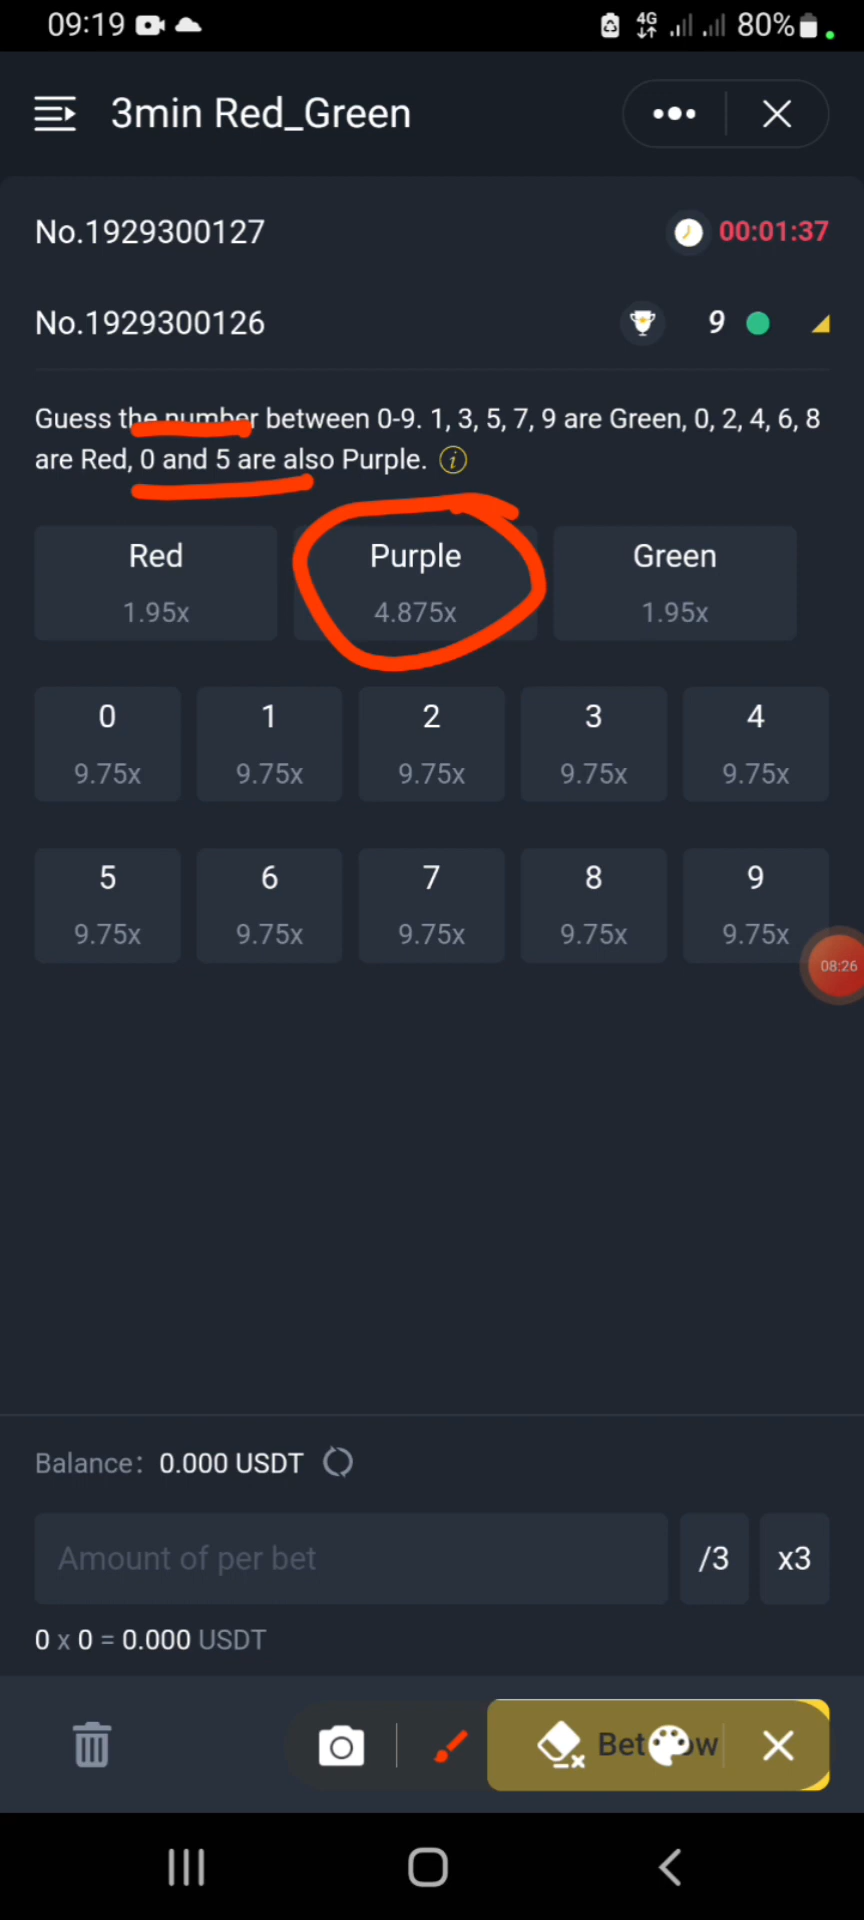 09:19 4G 80%
3min Red_Green
No.1929300127 00:01:37
No.1929300126 9
Guess the number between 0-9. 1, 3, 5, 7, 9 are Green, 0, 2, 4, 6, 8
are Red, 0 and 5 are also Purple. i
Red Purple Green
1.95x 4.875x 1.95x
0 1 2 3 4
9.75x 9.75x 9.75x 9.75x 9.75x
5 6 7 8 9
9.75x 9.75x 9.75x 9.75x 9.75x
08:26
Balance: 0.000 USDT
Amount of per bet /3 x3
0 x 0 = 0.000 USDT
Bet